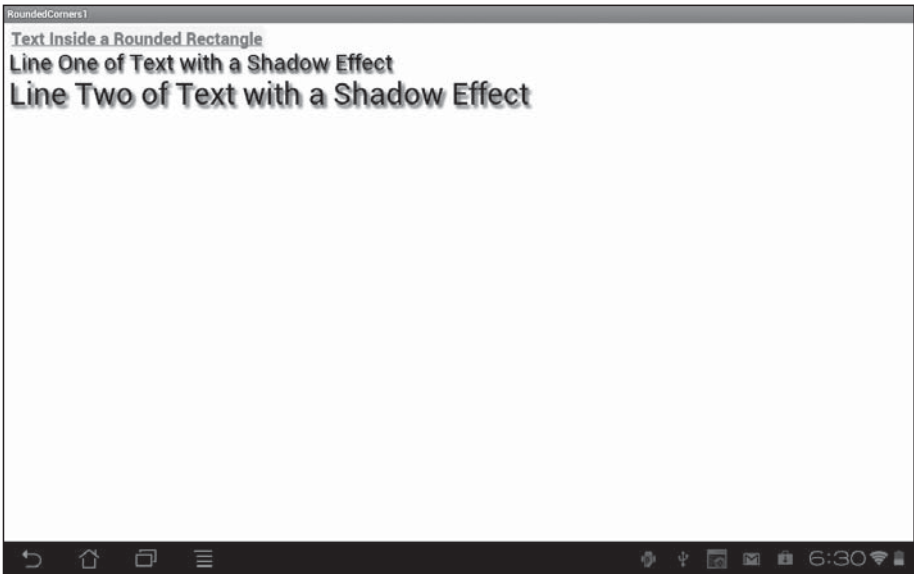 RoundedCorners1
Text Inside a Rounded Rectangle
Line One of Text with a Shadow Effect
Line Two of Text with a Shadow Effect
6:30